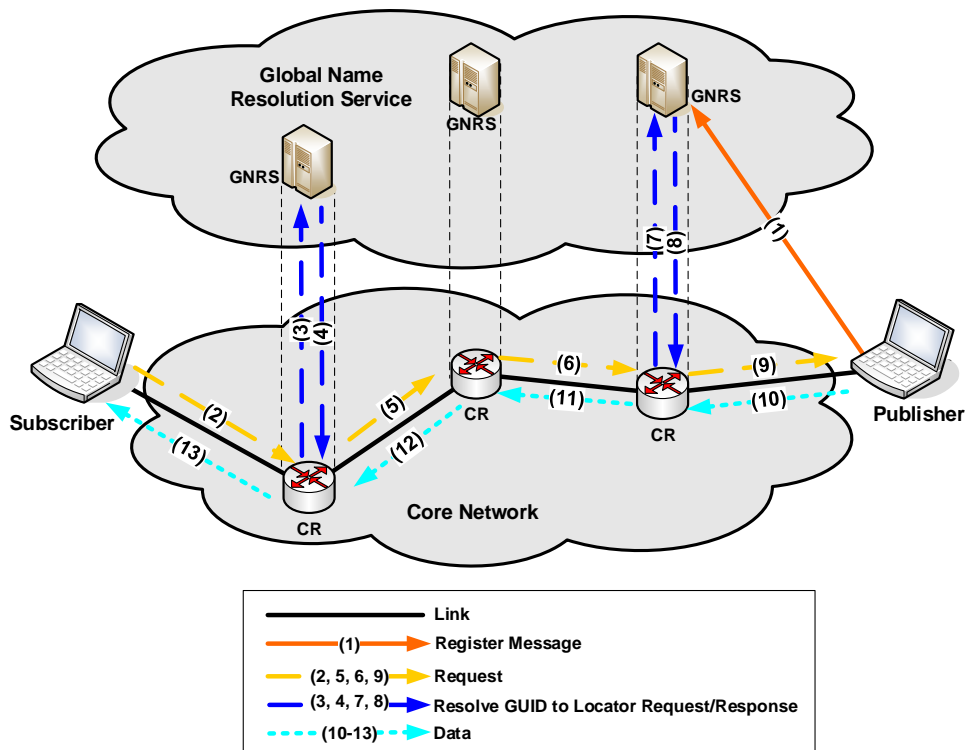 Global Name
Resolution Service
GNRS
GNRS
GNRS
(1)
(7)
(8)
(3)
(4)
Subscriber
(2)
(13)
(5)
(12)
(6)
(11)
(9)
(10)
Publisher
CR
CR
CR
Core Network
Link
(1) Register Message
(2, 5, 6, 9) Request
(3, 4, 7, 8) Resolve GUID to Locator Request/Response
(10-13) Data